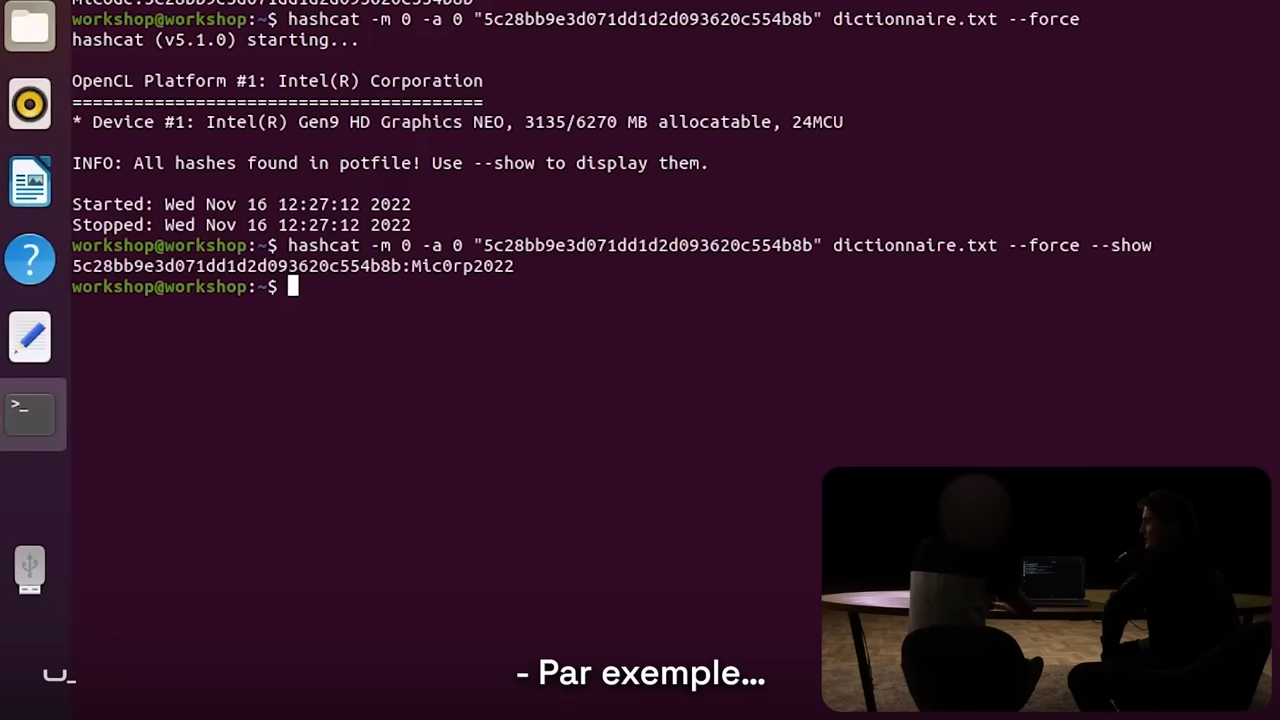 workshop@workshop:~$ hashcat -m 0 -a 0 "5c28bb9e3d071dd1d2d093620c554b8b" dictionnaire.txt --force
hashcat (v5.1.0) starting...
OpenCL Platform #1: Intel(R) Corporation
========================================
* Device #1: Intel(R) Gen9 HD Graphics NEO, 3135/6270 MB allocatable, 24MCU
INFO: All hashes found in potfile! Use --show to display them.
Started: Wed Nov 16 12:27:12 2022
Stopped: Wed Nov 16 12:27:12 2022
workshop@workshop:~$ hashcat -m 0 -a 0 "5c28bb9e3d071dd1d2d093620c554b8b" dictionnaire.txt --force --show
5c28bb9e3d071dd1d2d093620c554b8b:Mic0rp2022
workshop@workshop:~$
- Par exemple...